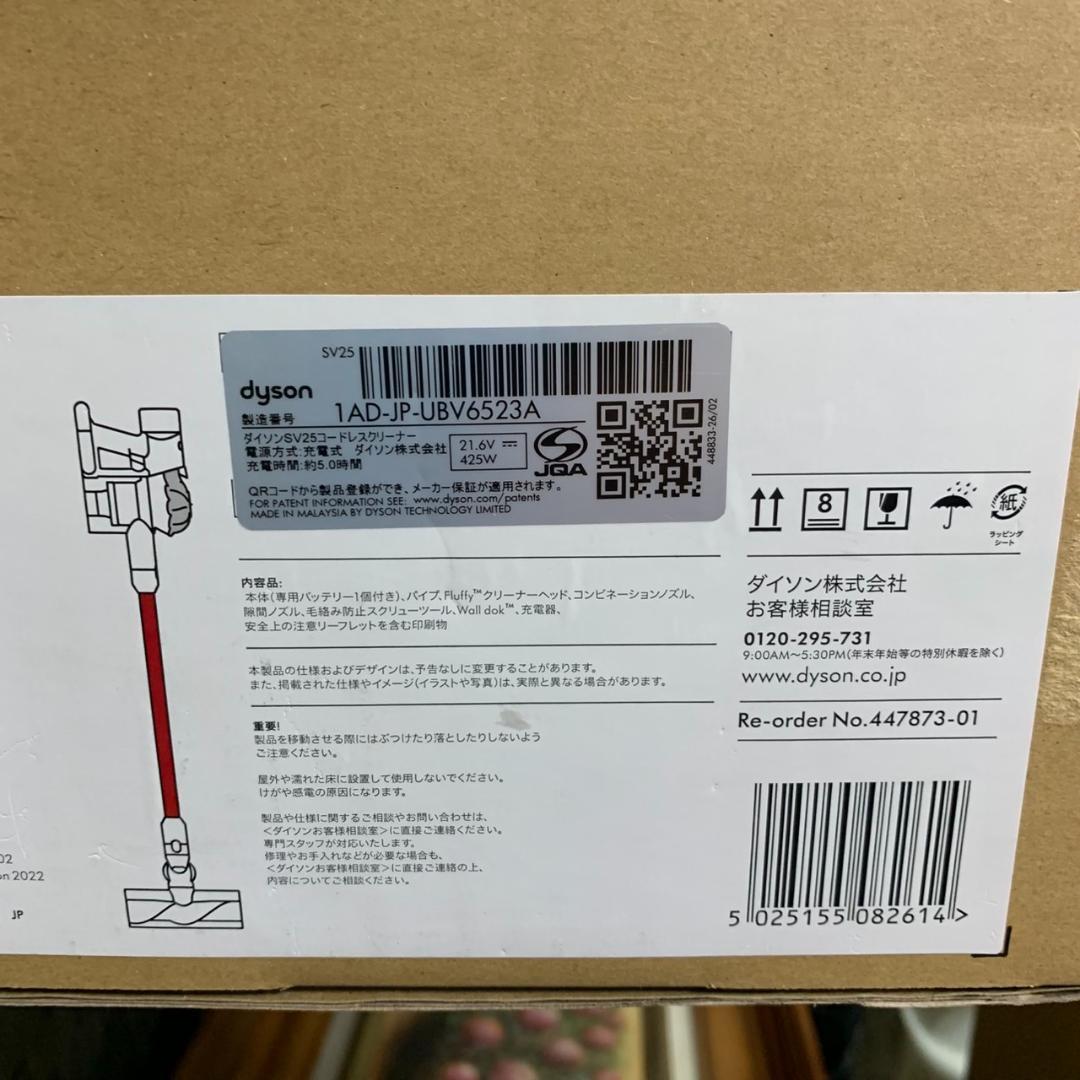 SV25
dyson
製造番号 1AD-JP-UBV6523A
ダイソンSV25コードレスクリーナー
電源方式:充電式 ダイソン株式会社
充電時間:約5.0時間
21.6V
425W
JQA
448833-26/02
QRコードから製品登録ができ、メーカー保証が適用されます。
FOR PATENT INFORMATION SEE: www.dyson.com/patents
MADE IN MALAYSIA BY DYSON TECHNOLOGY LIMITED
内容品:
本体(専用バッテリー1個付き)、パイプ、Fluffy™クリーナーヘッド、コンビネーションノズル、
隙間ノズル、毛絡み防止スクリューツール、Wall dok™、充電器、
安全上の注意リーフレットを含む印刷物
本製品の仕様およびデザインは、予告なしに変更することがあります。
また、掲載された仕様やイメージ(イラストや写真)は、実際と異なる場合があります。
重要!
製品を移動させる際にはぶつけたり落としたりしないよう
ご注意ください。
屋外や濡れた床に設置して使用しないでください。
けがや感電の原因になります。
製品や仕様に関するご相談やお問い合わせは、
<ダイソンお客様相談室>に直接ご連絡ください。
専門スタッフが対応いたします。
修理やお手入れなどが必要な場合も、
<ダイソンお客様相談室>に直接ご連絡の上、
内容についてご相談ください。
8
紙
ラッピング
シート
ダイソン株式会社
お客様相談室
0120-295-731
9:00AM～5:30PM(年末年始等の特別休暇を除く)
www.dyson.co.jp
Re-order No.447873-01
5 025155 082614 >
02
on 2022
JP